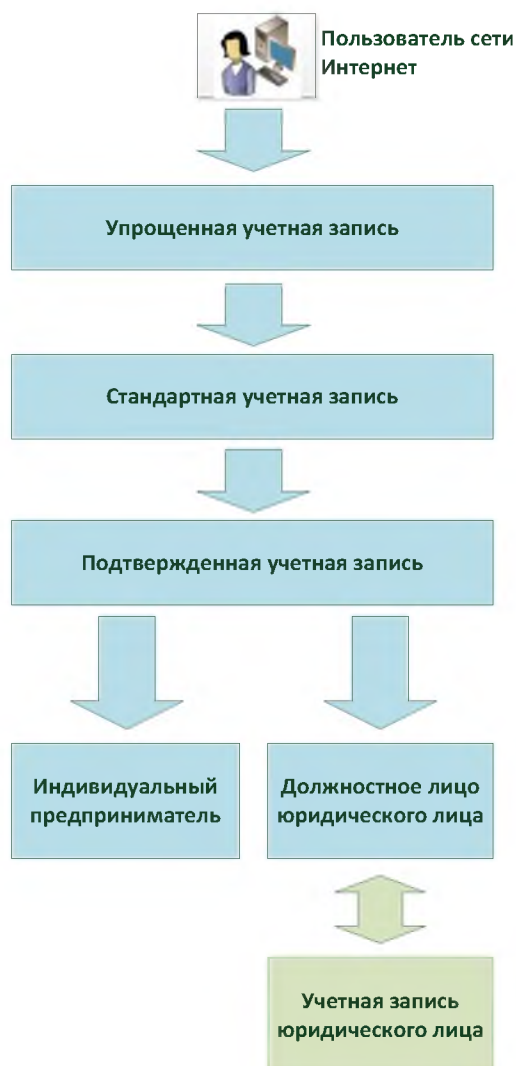 Пользователь сети
Интернет
Упрощенная учетная запись
Стандартная учетная запись
Подтвержденная учетная запись
Индивидуальный
предприниматель
Должностное лицо
юридического лица
Учетная запись
юридического лица